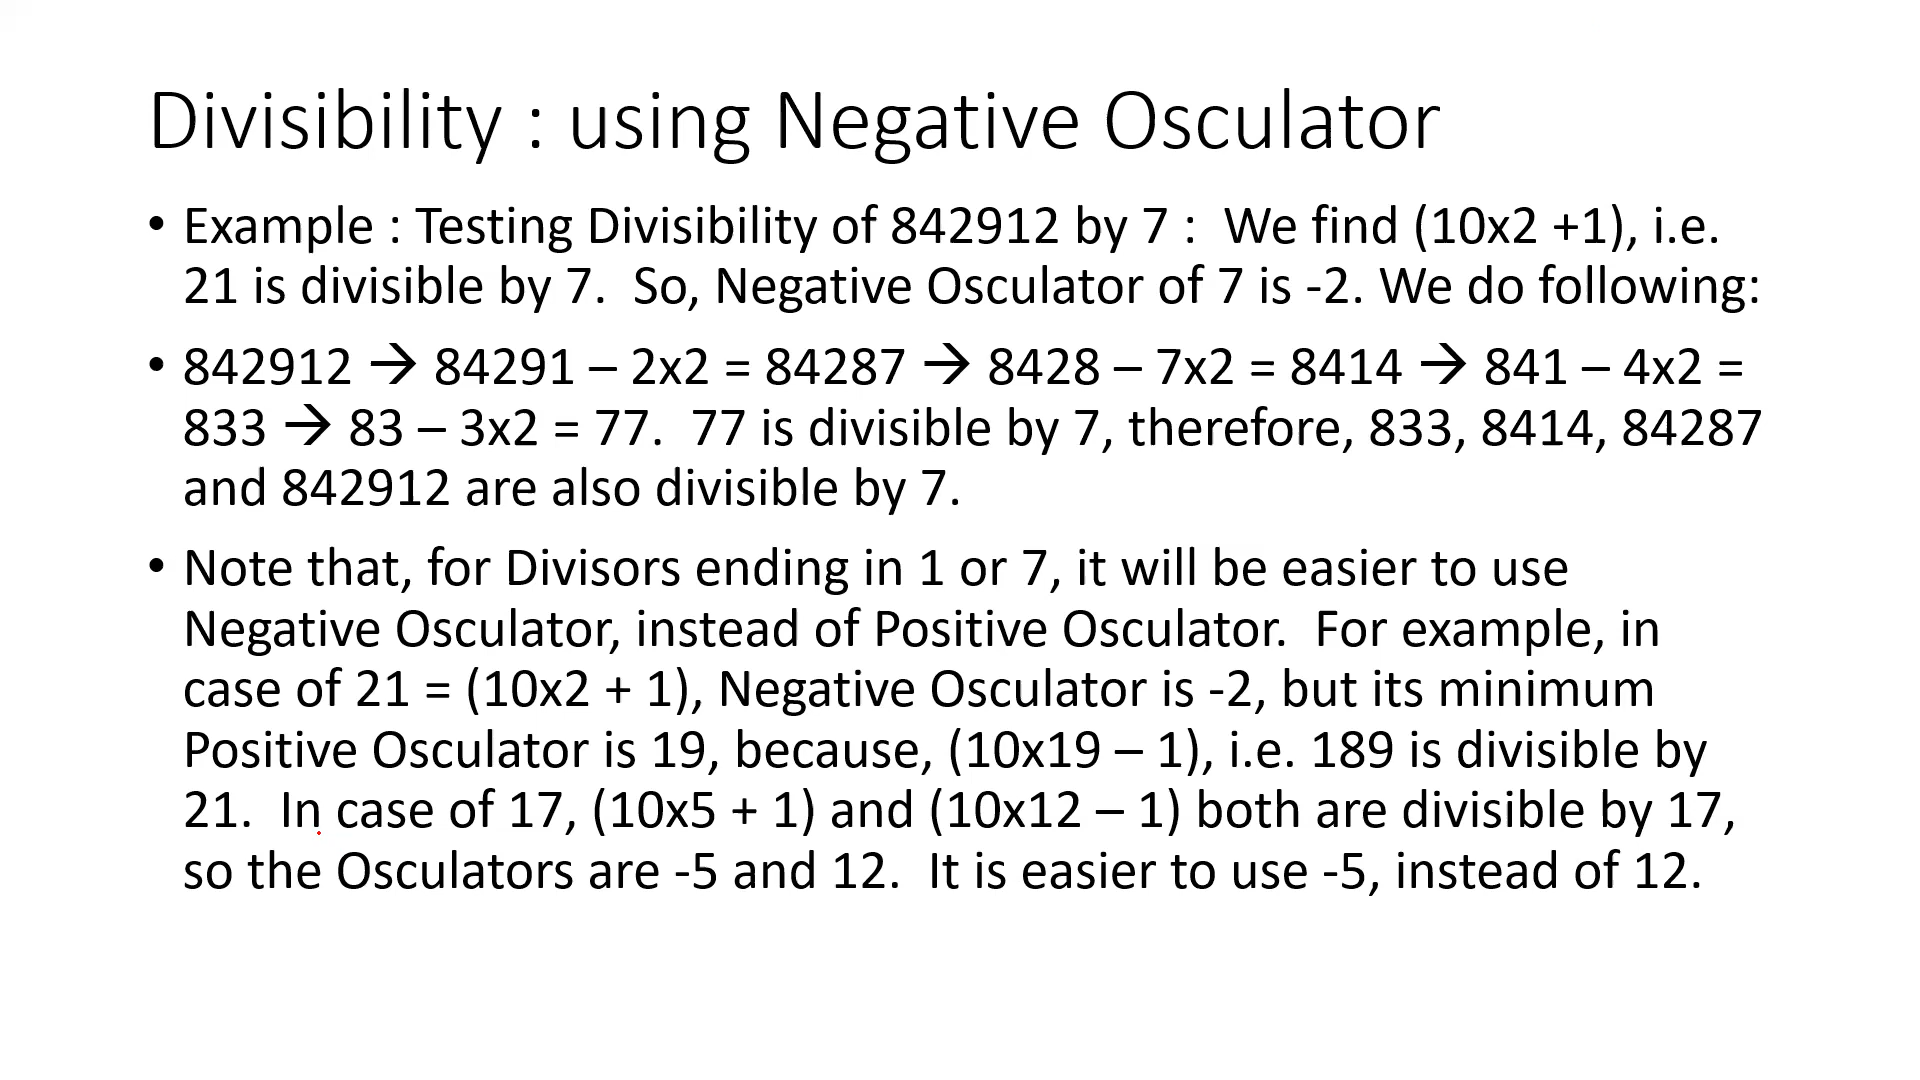 Divisibility : using Negative Osculator
• Example : Testing Divisibility of 842912 by 7 :  We find (10x2 +1), i.e.
21 is divisible by 7.  So, Negative Osculator of 7 is -2. We do following:
• 842912 → 84291 – 2x2 = 84287 → 8428 – 7x2 = 8414 → 841 – 4x2 =
833 → 83 – 3x2 = 77.  77 is divisible by 7, therefore, 833, 8414, 84287
and 842912 are also divisible by 7.
• Note that, for Divisors ending in 1 or 7, it will be easier to use
Negative Osculator, instead of Positive Osculator.  For example, in
case of 21 = (10x2 + 1), Negative Osculator is -2, but its minimum
Positive Osculator is 19, because, (10x19 – 1), i.e. 189 is divisible by
21.  In case of 17, (10x5 + 1) and (10x12 – 1) both are divisible by 17,
so the Osculators are -5 and 12.  It is easier to use -5, instead of 12.